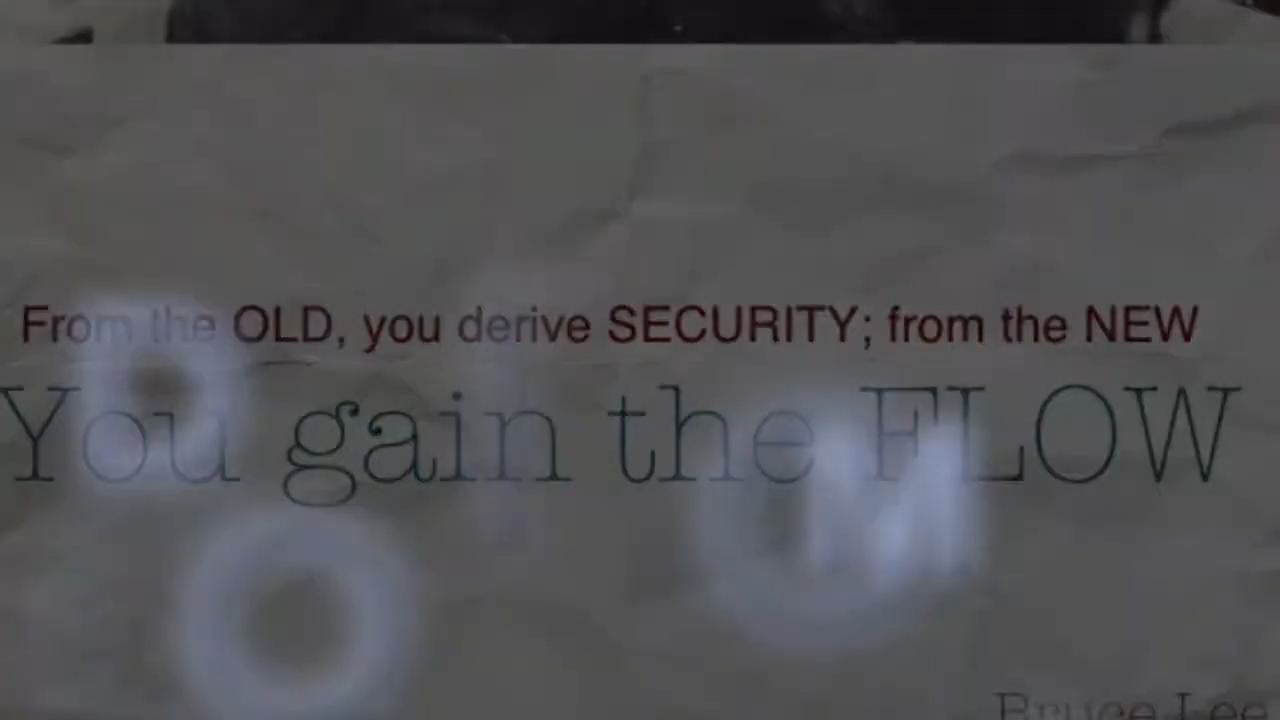 From the OLD, you derive SECURITY; from the NEW
You gain the FLOW
Bruce Lee